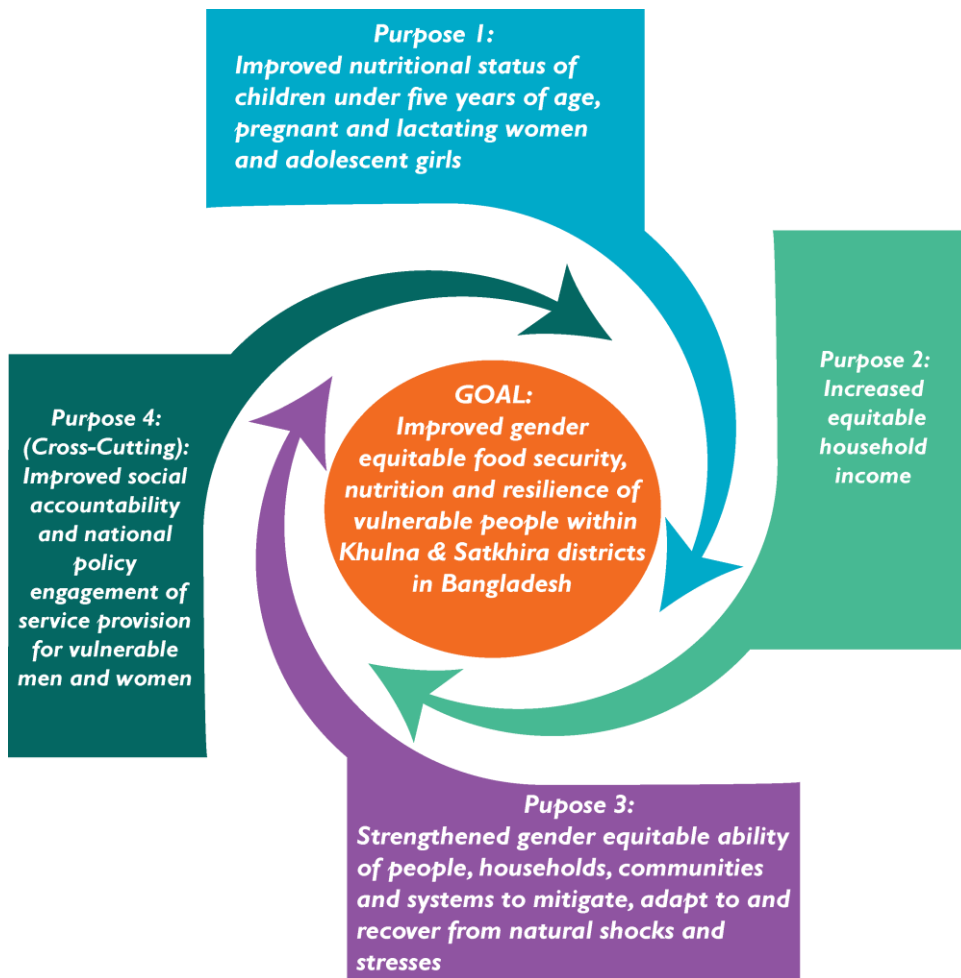 Purpose 1:
Improved nutritional status of
children under five years of age,
pregnant and lactating women
and adolescent girls
Purpose 2:
Increased
equitable
household
income
Pupose 3:
Strengthened gender equitable ability
of people, households, communities
and systems to mitigate, adapt to and
recover from natural shocks and
stresses
Purpose 4:
(Cross-Cutting):
Improved social
accountability
and national
policy
engagement of
service provision
for vulnerable
men and women
GOAL:
Improved gender
equitable food security,
nutrition and resilience of
vulnerable people within
Khulna & Satkhira districts
in Bangladesh